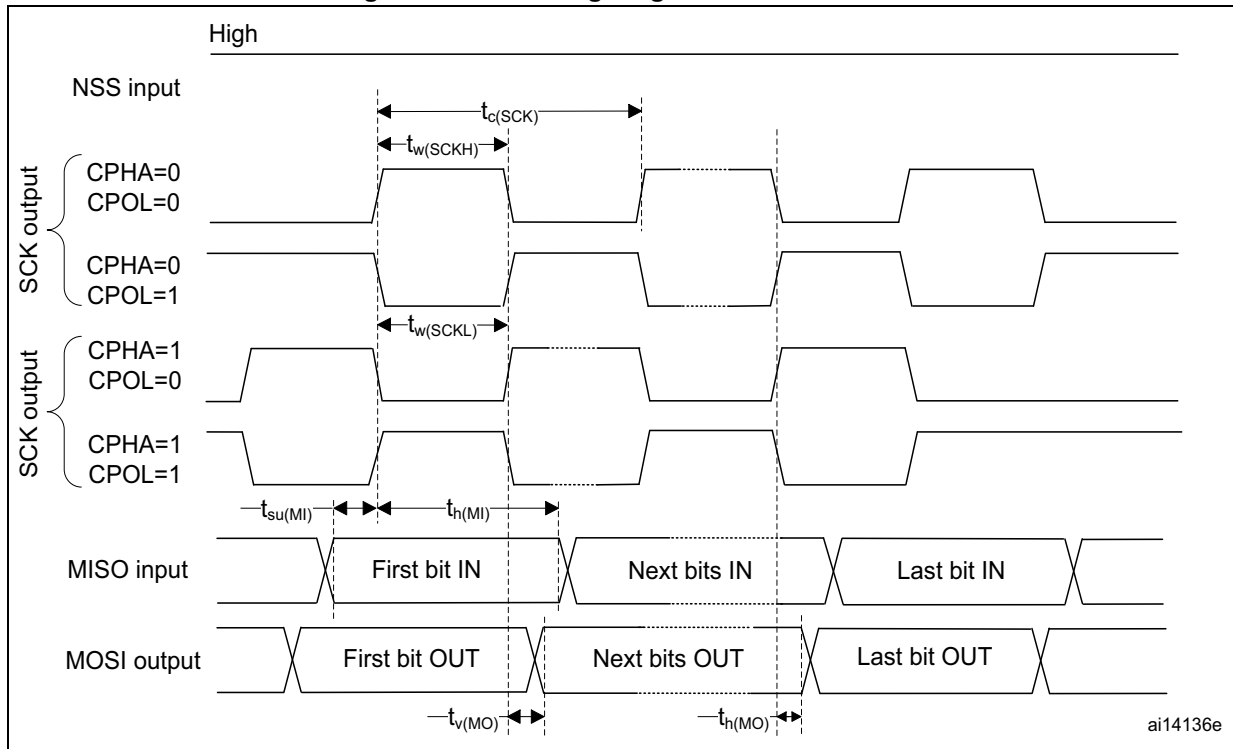 High
NSS input
tc(SCK)
tw(SCKH)
SCK output
CPHA=0
CPOL=0
CPHA=0
CPOL=1
tw(SCKL)
SCK output
CPHA=1
CPOL=0
CPHA=1
CPOL=1
tsu(MI)
th(MI)
MISO input
First bit IN
Next bits IN
Last bit IN
MOSI output
First bit OUT
Next bits OUT
Last bit OUT
tv(MO)
th(MO)
ai14136e